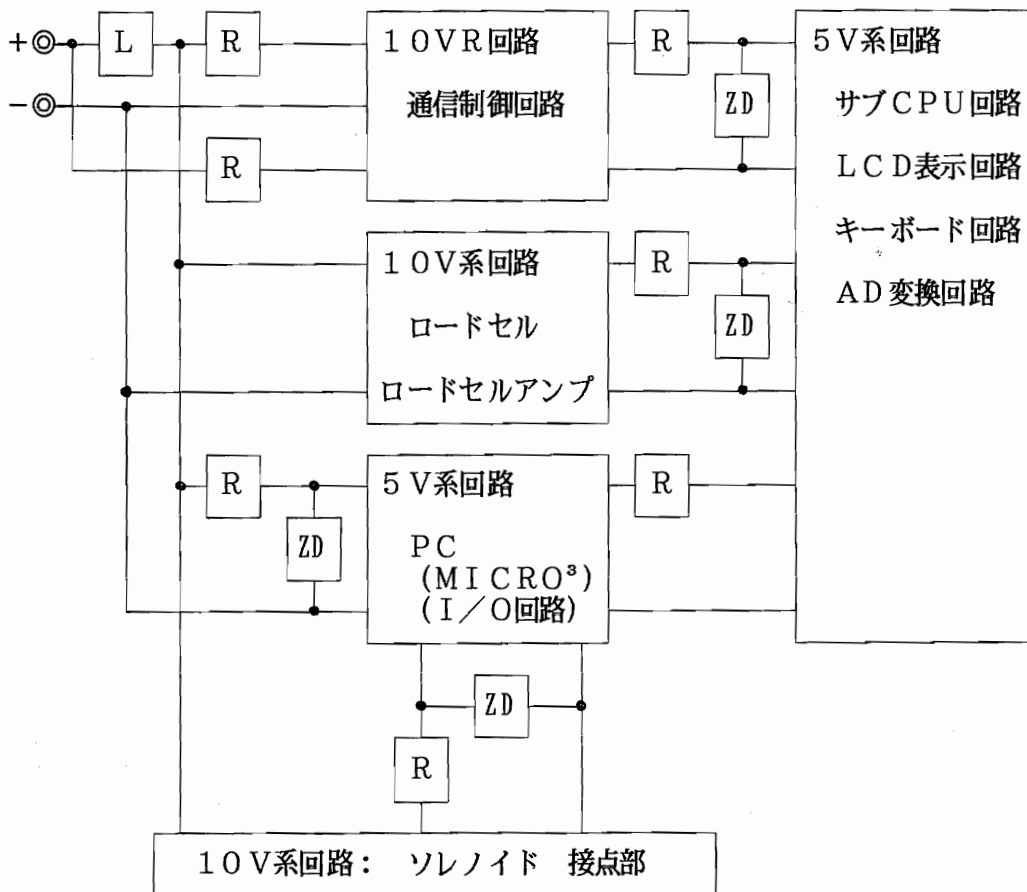 + L R 10VR回路 R 5V系回路
- 通信制御回路 ZD サブCPU回路
R LCD表示回路
キーボード回路
10V系回路 R AD変換回路
ロードセル ZD
ロードセルアンプ
R 5V系回路 R
ZD PC
(MICRO³)
(I/O回路)
ZD
R
10V系回路: ソレノイド 接点部